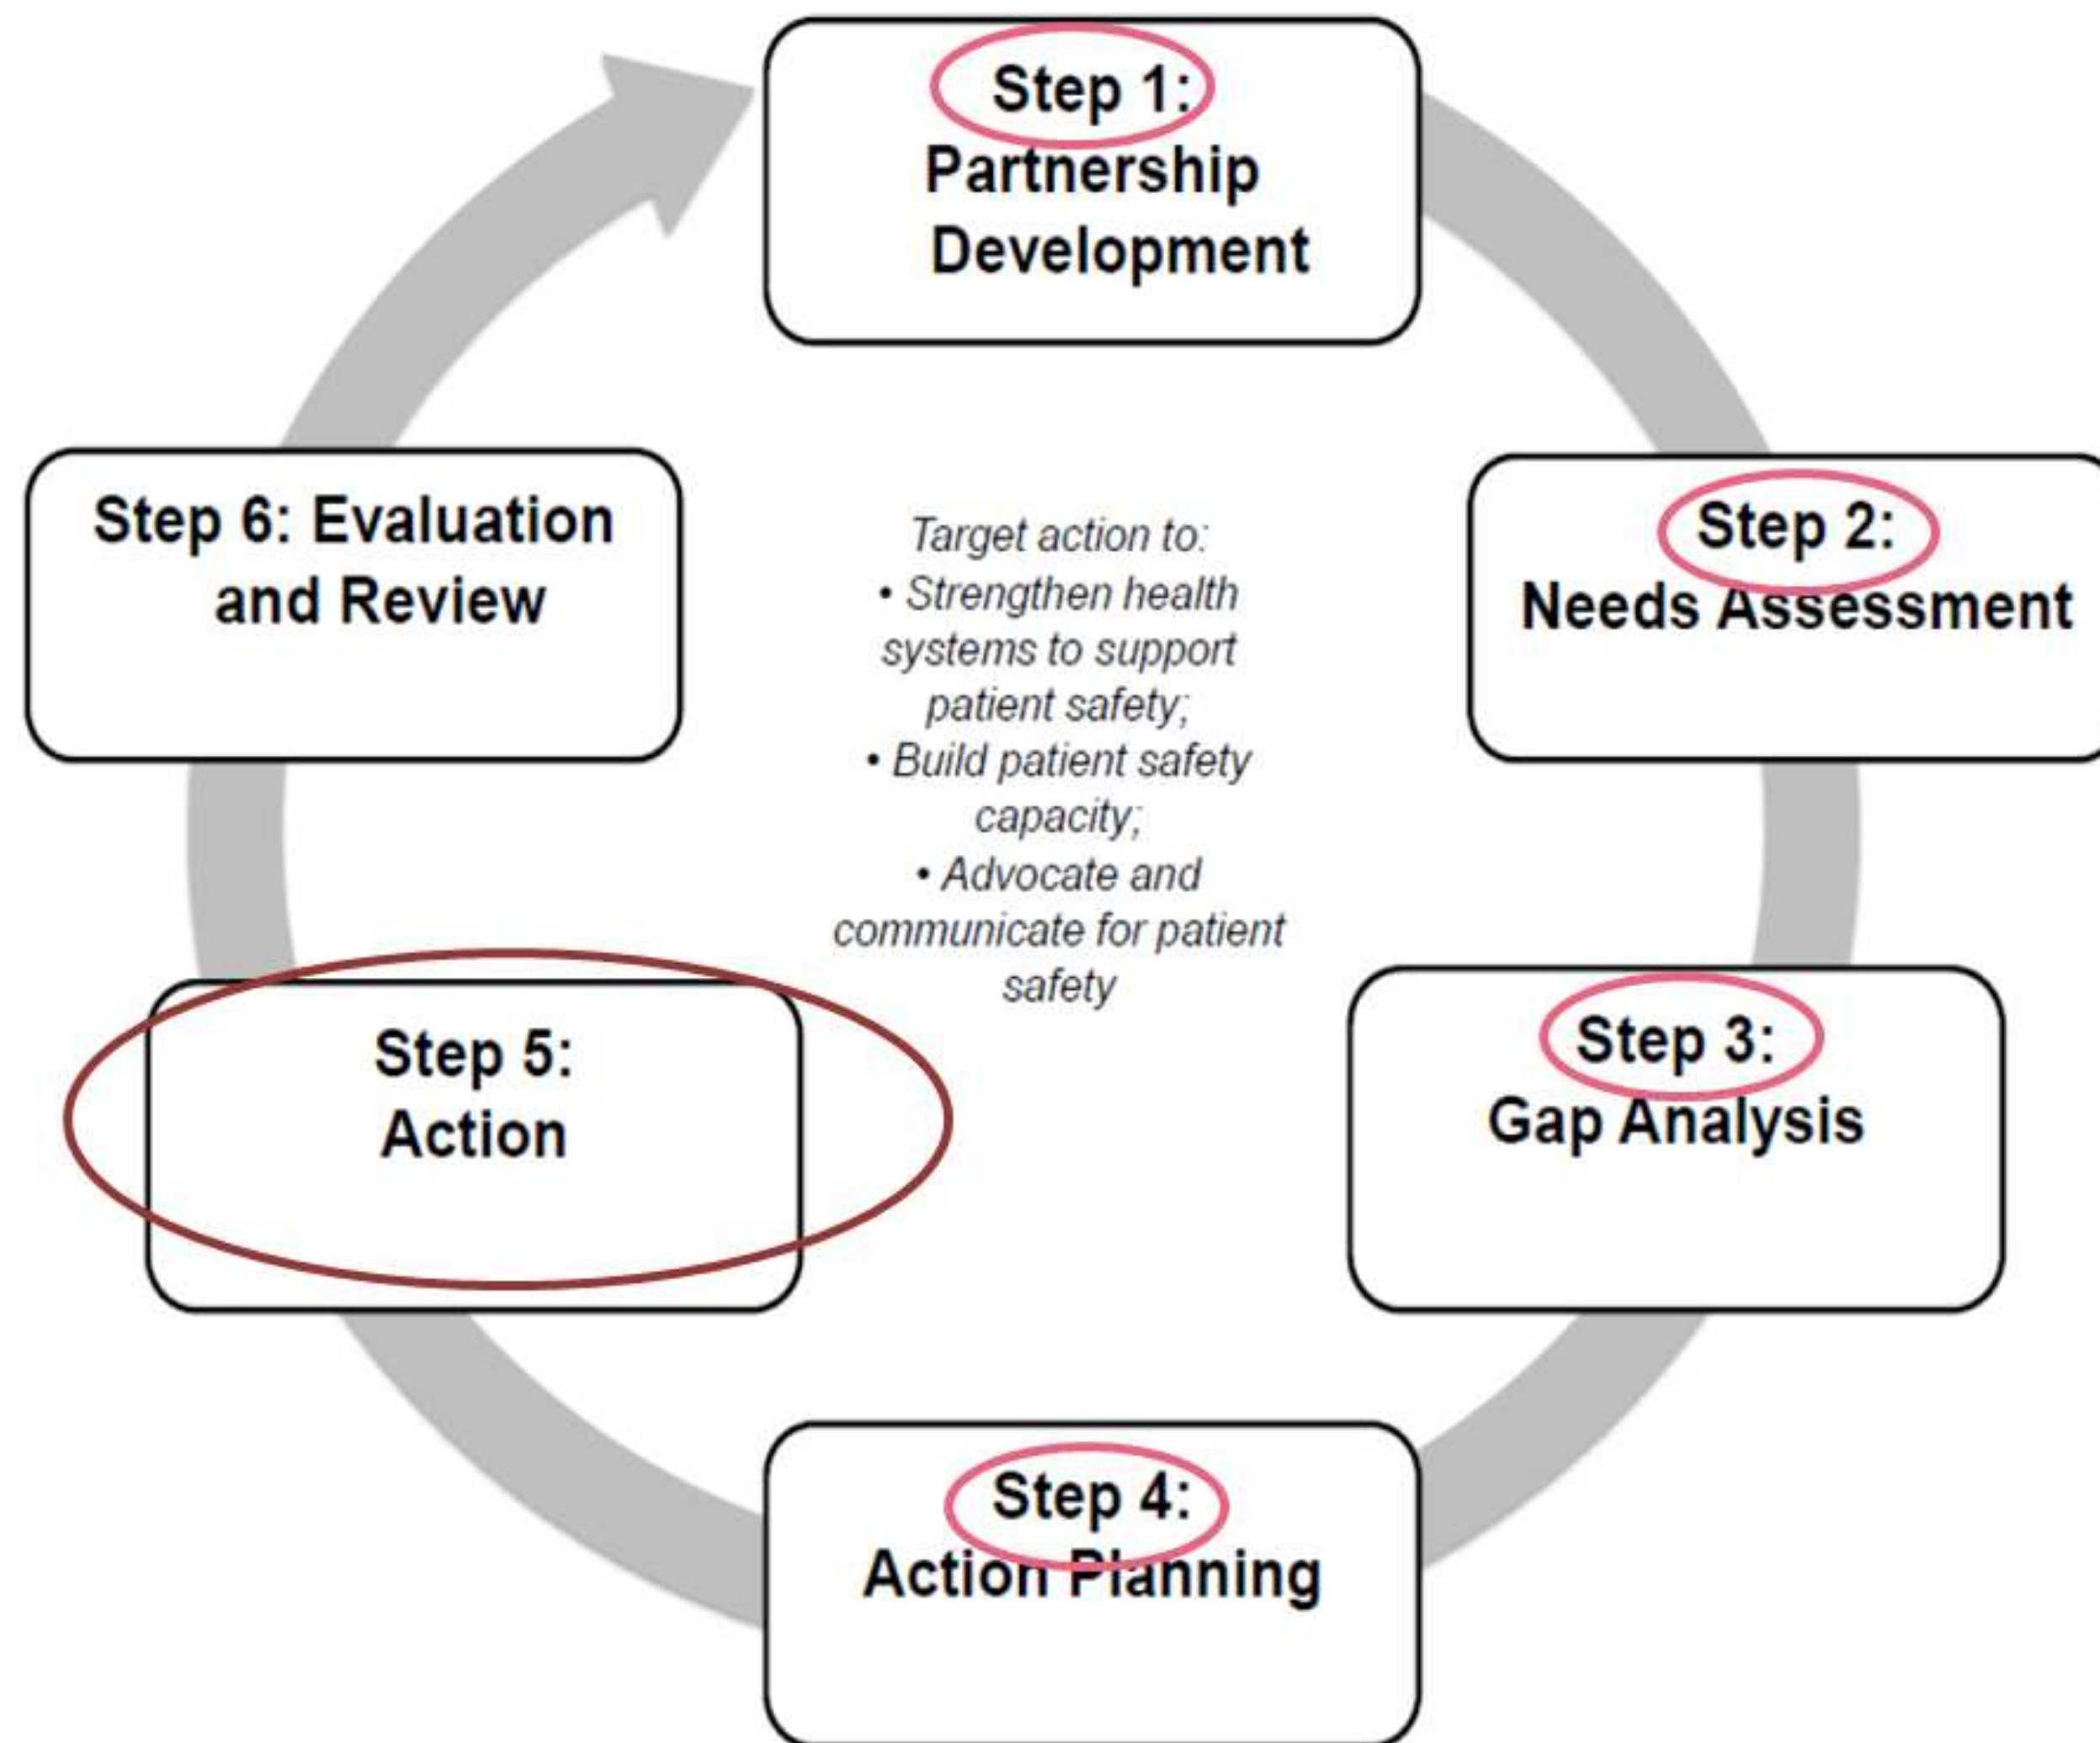 Step 1:
Partnership
Development
Step 2:
Needs Assessment
Step 3:
Gap Analysis
Step 4:
Action Planning
Step 5:
Action
Step 6: Evaluation
and Review
Target action to:
• Strengthen health
systems to support
patient safety;
• Build patient safety
capacity;
• Advocate and
communicate for patient
safety